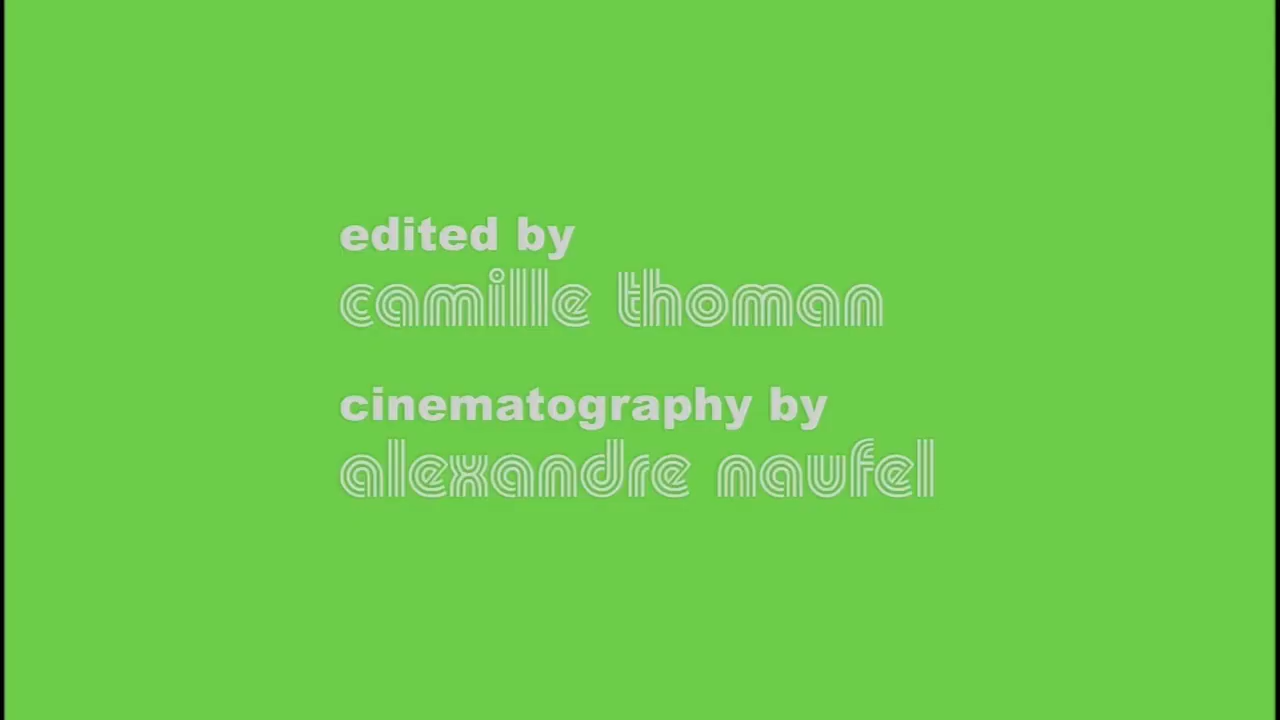 edited by
camille thoman
cinematography by
alexandre naufel